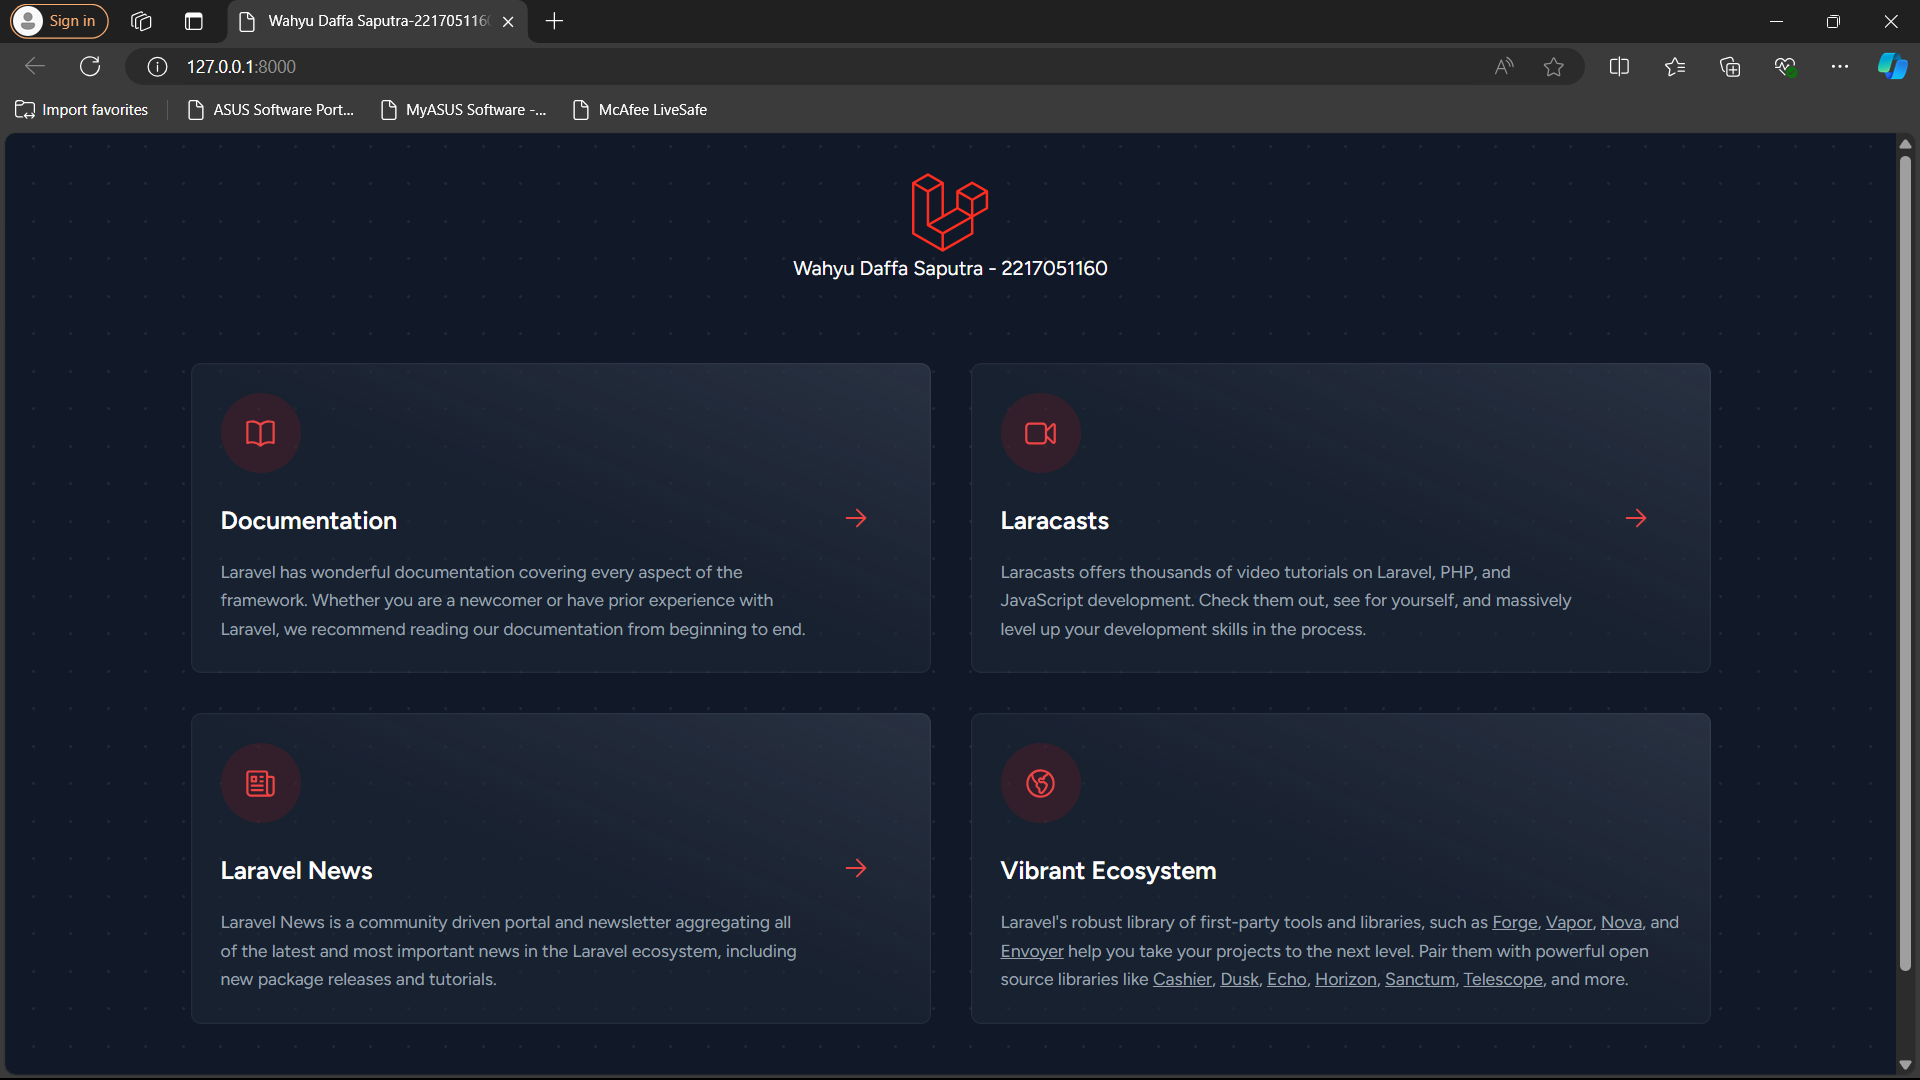 Sign in
Wahyu Daffa Saputra-221705116
127.0.0.1:8000
Import favorites
ASUS Software Port...
MyASUS Software -...
McAfee LiveSafe
Wahyu Daffa Saputra - 2217051160
Documentation
Laravel has wonderful documentation covering every aspect of the
framework. Whether you are a newcomer or have prior experience with
Laravel, we recommend reading our documentation from beginning to end.
Laracasts
Laracasts offers thousands of video tutorials on Laravel, PHP, and
JavaScript development. Check them out, see for yourself, and massively
level up your development skills in the process.
Laravel News
Laravel News is a community driven portal and newsletter aggregating all
of the latest and most important news in the Laravel ecosystem, including
new package releases and tutorials.
Vibrant Ecosystem
Laravel's robust library of first-party tools and libraries, such as Forge, Vapor, Nova, and
Envoyer help you take your projects to the next level. Pair them with powerful open
source libraries like Cashier, Dusk, Echo, Horizon, Sanctum, Telescope, and more.